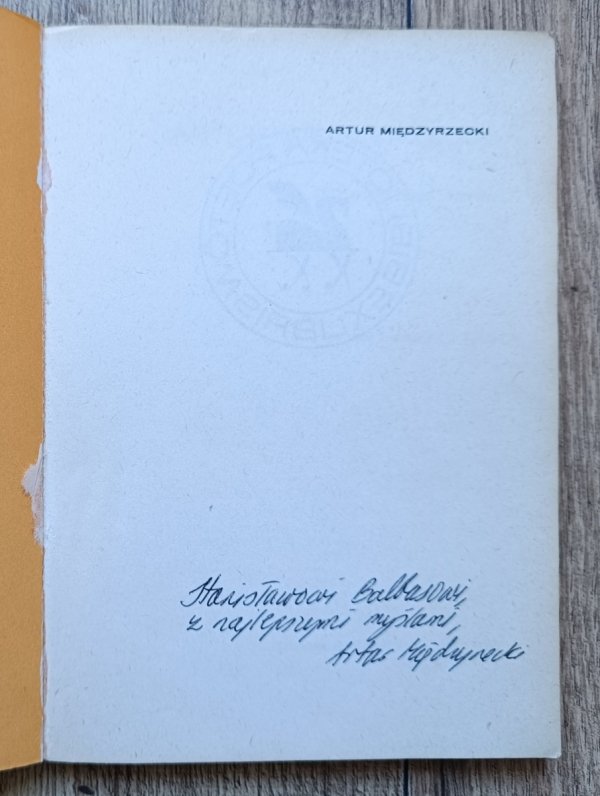 ARTUR MIĘDZYRZECKI
Stanisławowi Balbusowi,
z najlepszymi myślami,
Artur Międzyrzecki